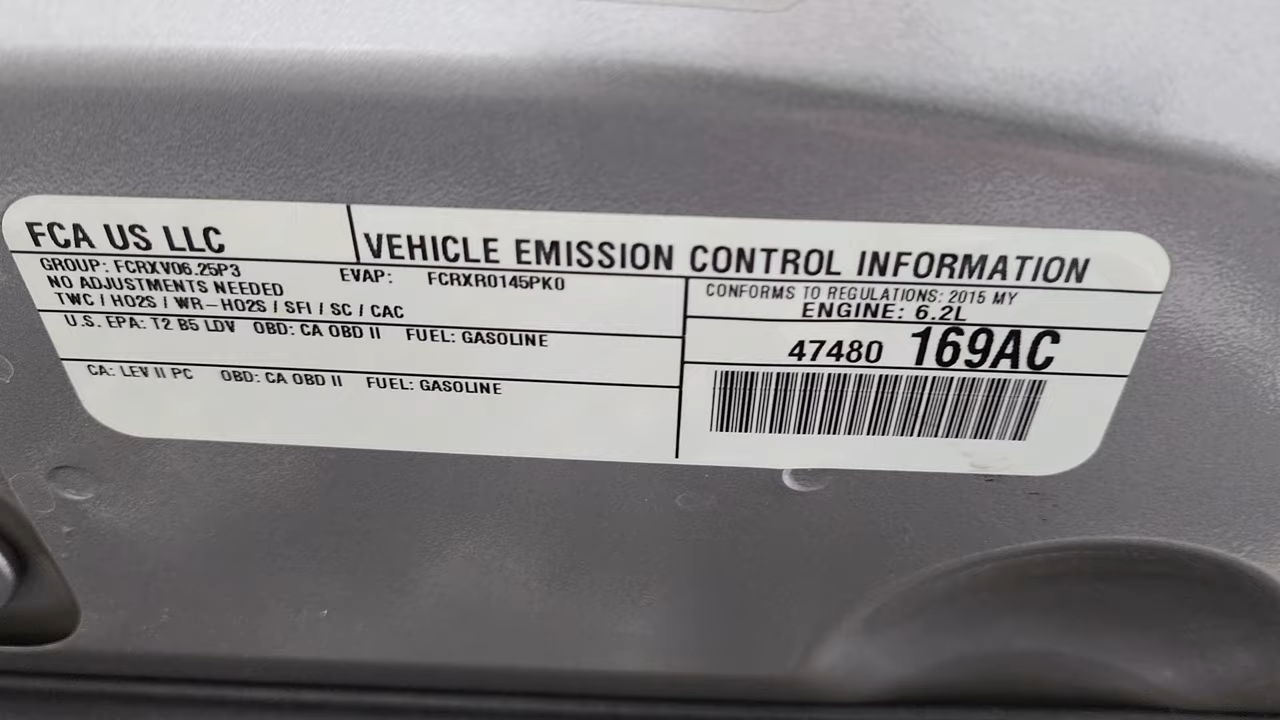 FCA US LLC
VEHICLE EMISSION CONTROL INFORMATION
GROUP: FCRXV06.25P3
EVAP: FCRXR0145PK0
NO ADJUSTMENTS NEEDED
TWC / HO2S / WR-HO2S / SFI / SC / CAC
CONFORMS TO REGULATIONS: 2015 MY
ENGINE: 6.2L
U.S. EPA: T2 B5 LDV OBD: CA OBD II FUEL: GASOLINE
47480 169AC
CA: LEV II PC OBD: CA OBD II FUEL: GASOLINE